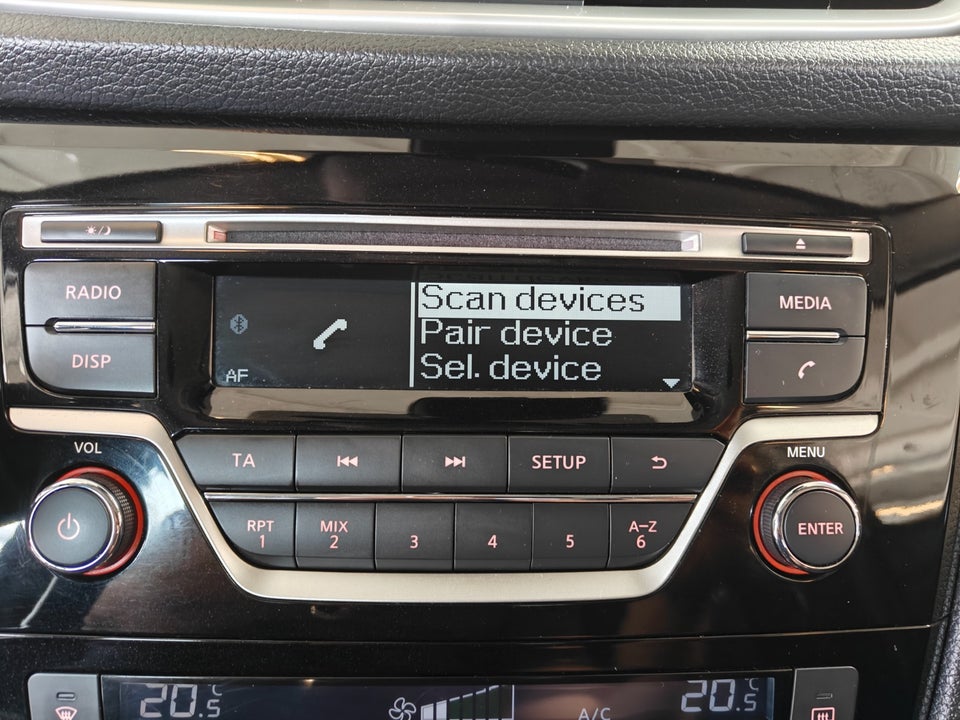 RADIO
DISP
AF
Scan devices
Pair device
Sel. device
MEDIA
VOL
MENU
TA
SETUP
RPT
1
MIX
2
3
4
5
A-Z
6
ENTER
20.5°C
A/C
20.5°C